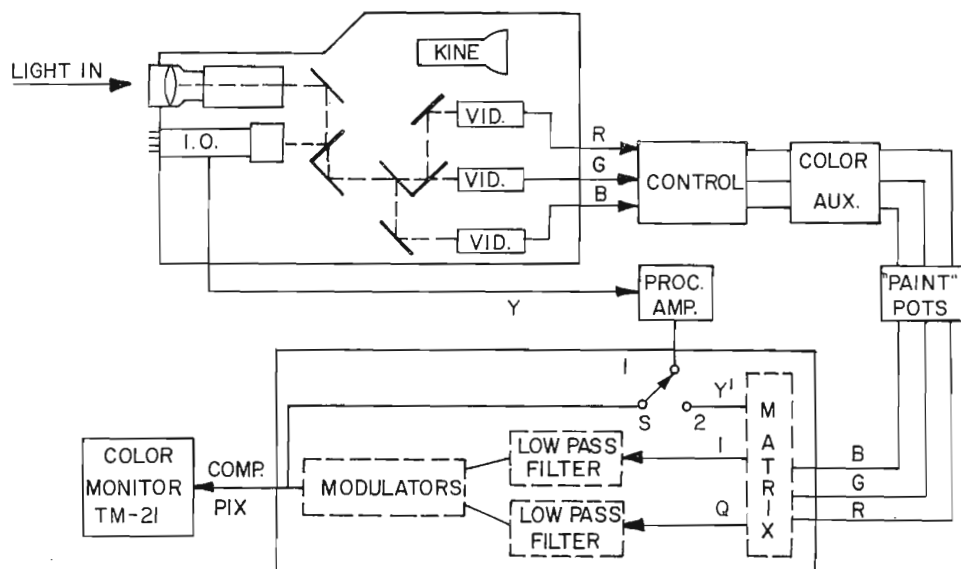 LIGHT IN
KINE
I.O.
VID.
VID.
VID.
R
G
B
CONTROL
COLOR
AUX.
"PAINT"
POTS
Y
PROC.
AMP.
1
S
2
Y'
MATRIX
I
Q
B
G
R
LOW PASS
FILTER
LOW PASS
FILTER
MODULATORS
COMP.
PIX
COLOR
MONITOR
TM-21